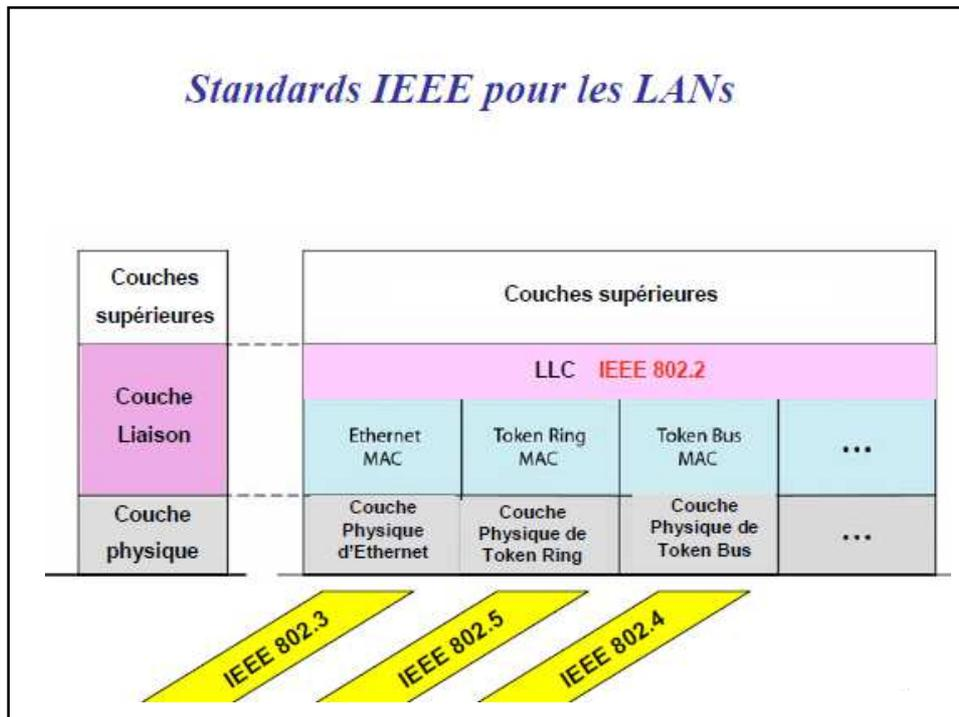 Standards IEEE pour les LANs
Couches
supérieures
Couches supérieures
Couche
Liaison
LLC IEEE 802.2
Ethernet
MAC
Token Ring
MAC
Token Bus
MAC
...
Couche
physique
Couche
Physique
d'Ethernet
Couche
Physique de
Token Ring
Couche
Physique de
Token Bus
...
IEEE 802.3
IEEE 802.5
IEEE 802.4